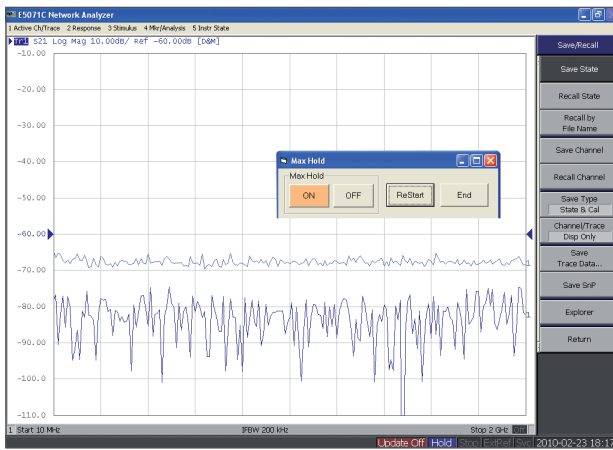 E5071C Network Analyzer
1 Active Ch/Trace 2 Response 3 Stimulus 4 Mkr/Analysis 5 Instr State
Tr1 S21 Log Mag 10.00dB/ Ref -60.00dB [D&M]
-10.00
-20.00
-30.00
-40.00
-50.00
-60.00
-70.00
-80.00
-90.00
-100.0
-110.0
Max Hold
Max Hold
ON OFF ReStart End
1
1
Save/Recall
Save State
Recall State
Recall by
File Name
Save Channel
Recall Channel
Save Type
State & Cal
Channel/Trace
Disp Only
Save
Trace Data...
Save SnP
Explorer
Return
1 Start 10 MHz IFBW 200 kHz Stop 2 GHz Off
Update Off Hold Stop ExtRef Svc 2010-02-23 18:17